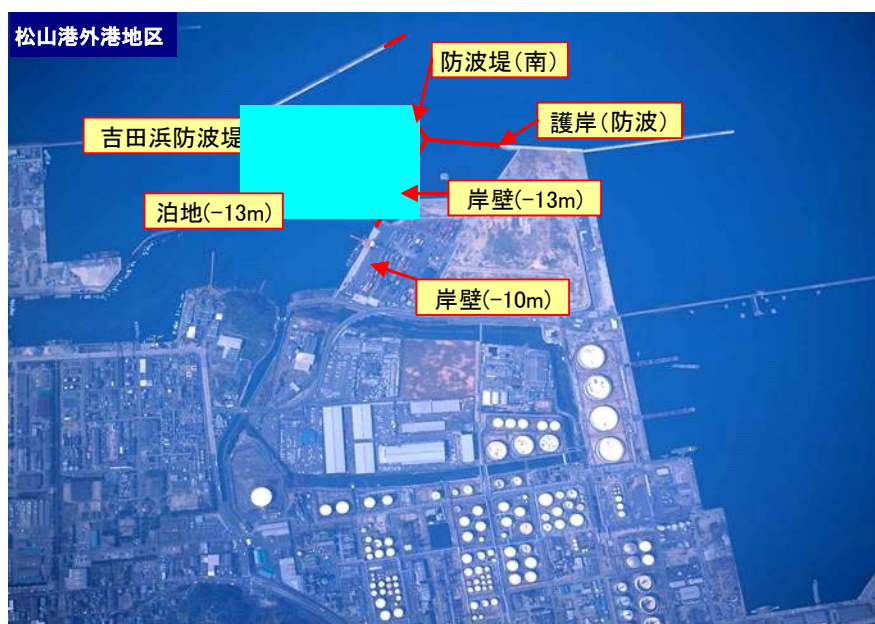 松山港外港地区
防波堤(南)
護岸(防波)
吉田浜防波堤
岸壁(-13m)
泊地(-13m)
岸壁(-10m)